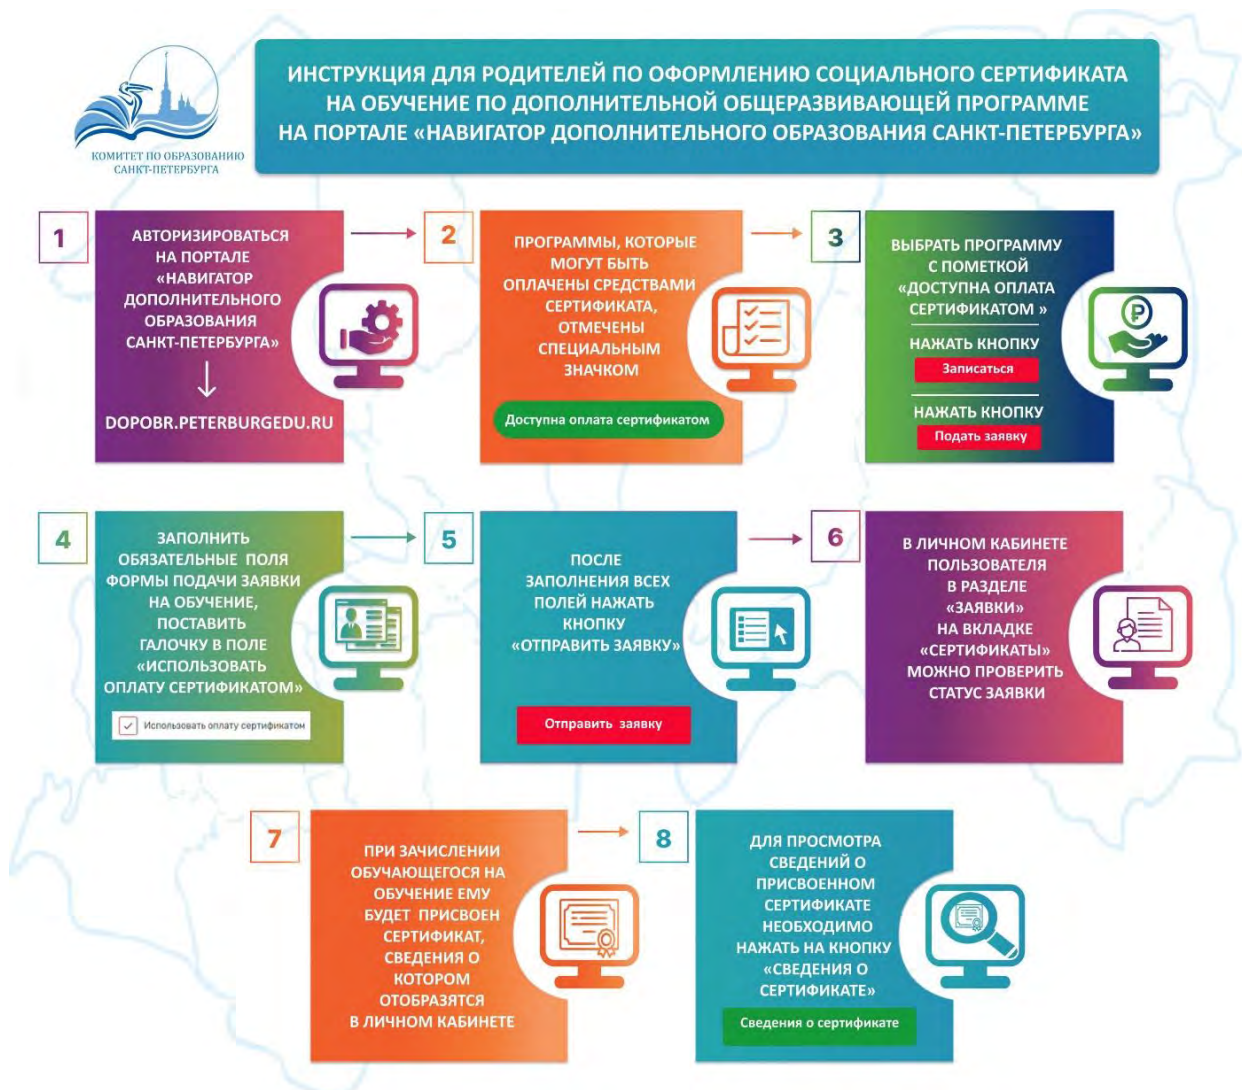 КОМИТЕТ ПО ОБРАЗОВАНИЮ
САНКТ-ПЕТЕРБУРГА
ИНСТРУКЦИЯ ДЛЯ РОДИТЕЛЕЙ ПО ОФОРМЛЕНИЮ СОЦИАЛЬНОГО СЕРТИФИКАТА
НА ОБУЧЕНИЕ ПО ДОПОЛНИТЕЛЬНОЙ ОБЩЕРАЗВИВАЮЩЕЙ ПРОГРАММЕ
НА ПОРТАЛЕ «НАВИГАТОР ДОПОЛНИТЕЛЬНОГО ОБРАЗОВАНИЯ САНКТ-ПЕТЕРБУРГА»
1
АВТОРИЗИРОВАТЬСЯ
НА ПОРТАЛЕ
«НАВИГАТОР
ДОПОЛНИТЕЛЬНОГО
ОБРАЗОВАНИЯ
САНКТ-ПЕТЕРБУРГА»
DOPOBR.PETERBURGEDU.RU
2
ПРОГРАММЫ, КОТОРЫЕ
МОГУТ БЫТЬ
ОПЛАЧЕНЫ СРЕДСТВАМИ
СЕРТИФИКАТА,
ОТМЕЧЕНЫ
СПЕЦИАЛЬНЫМ
ЗНАЧКОМ
Доступна оплата сертификатом
3
ВЫБРАТЬ ПРОГРАММУ
С ПОМЕТКОЙ
«ДОСТУПНА ОПЛАТА
СЕРТИФИКАТОМ »
НАЖАТЬ КНОПКУ
Записаться
НАЖАТЬ КНОПКУ
Подать заявку
₽
4
ЗАПОЛНИТЬ
ОБЯЗАТЕЛЬНЫЕ ПОЛЯ
ФОРМЫ ПОДАЧИ ЗАЯВКИ
НА ОБУЧЕНИЕ,
ПОСТАВИТЬ
ГАЛОЧКУ В ПОЛЕ
«ИСПОЛЬЗОВАТЬ
ОПЛАТУ СЕРТИФИКАТОМ»
Использовать оплату сертификатом
5
ПОСЛЕ
ЗАПОЛНЕНИЯ ВСЕХ
ПОЛЕЙ НАЖАТЬ
КНОПКУ
«ОТПРАВИТЬ ЗАЯВКУ»
Отправить заявку
6
В ЛИЧНОМ КАБИНЕТЕ
ПОЛЬЗОВАТЕЛЯ
В РАЗДЕЛЕ
«ЗАЯВКИ»
НА ВКЛАДКЕ
«СЕРТИФИКАТЫ»
МОЖНО ПРОВЕРИТЬ
СТАТУС ЗАЯВКИ
7
ПРИ ЗАЧИСЛЕНИИ
ОБУЧАЮЩЕГОСЯ НА
ОБУЧЕНИЕ ЕМУ
БУДЕТ ПРИСВОЕН
СЕРТИФИКАТ,
СВЕДЕНИЯ О
КОТОРОМ
ОТОБРАЗЯТСЯ
В ЛИЧНОМ КАБИНЕТЕ
8
ДЛЯ ПРОСМОТРА
СВЕДЕНИЙ О
ПРИСВОЕННОМ
СЕРТИФИКАТЕ
НЕОБХОДИМО
НАЖАТЬ НА КНОПКУ
«СВЕДЕНИЯ О
СЕРТИФИКАТЕ»
Сведения о сертификате